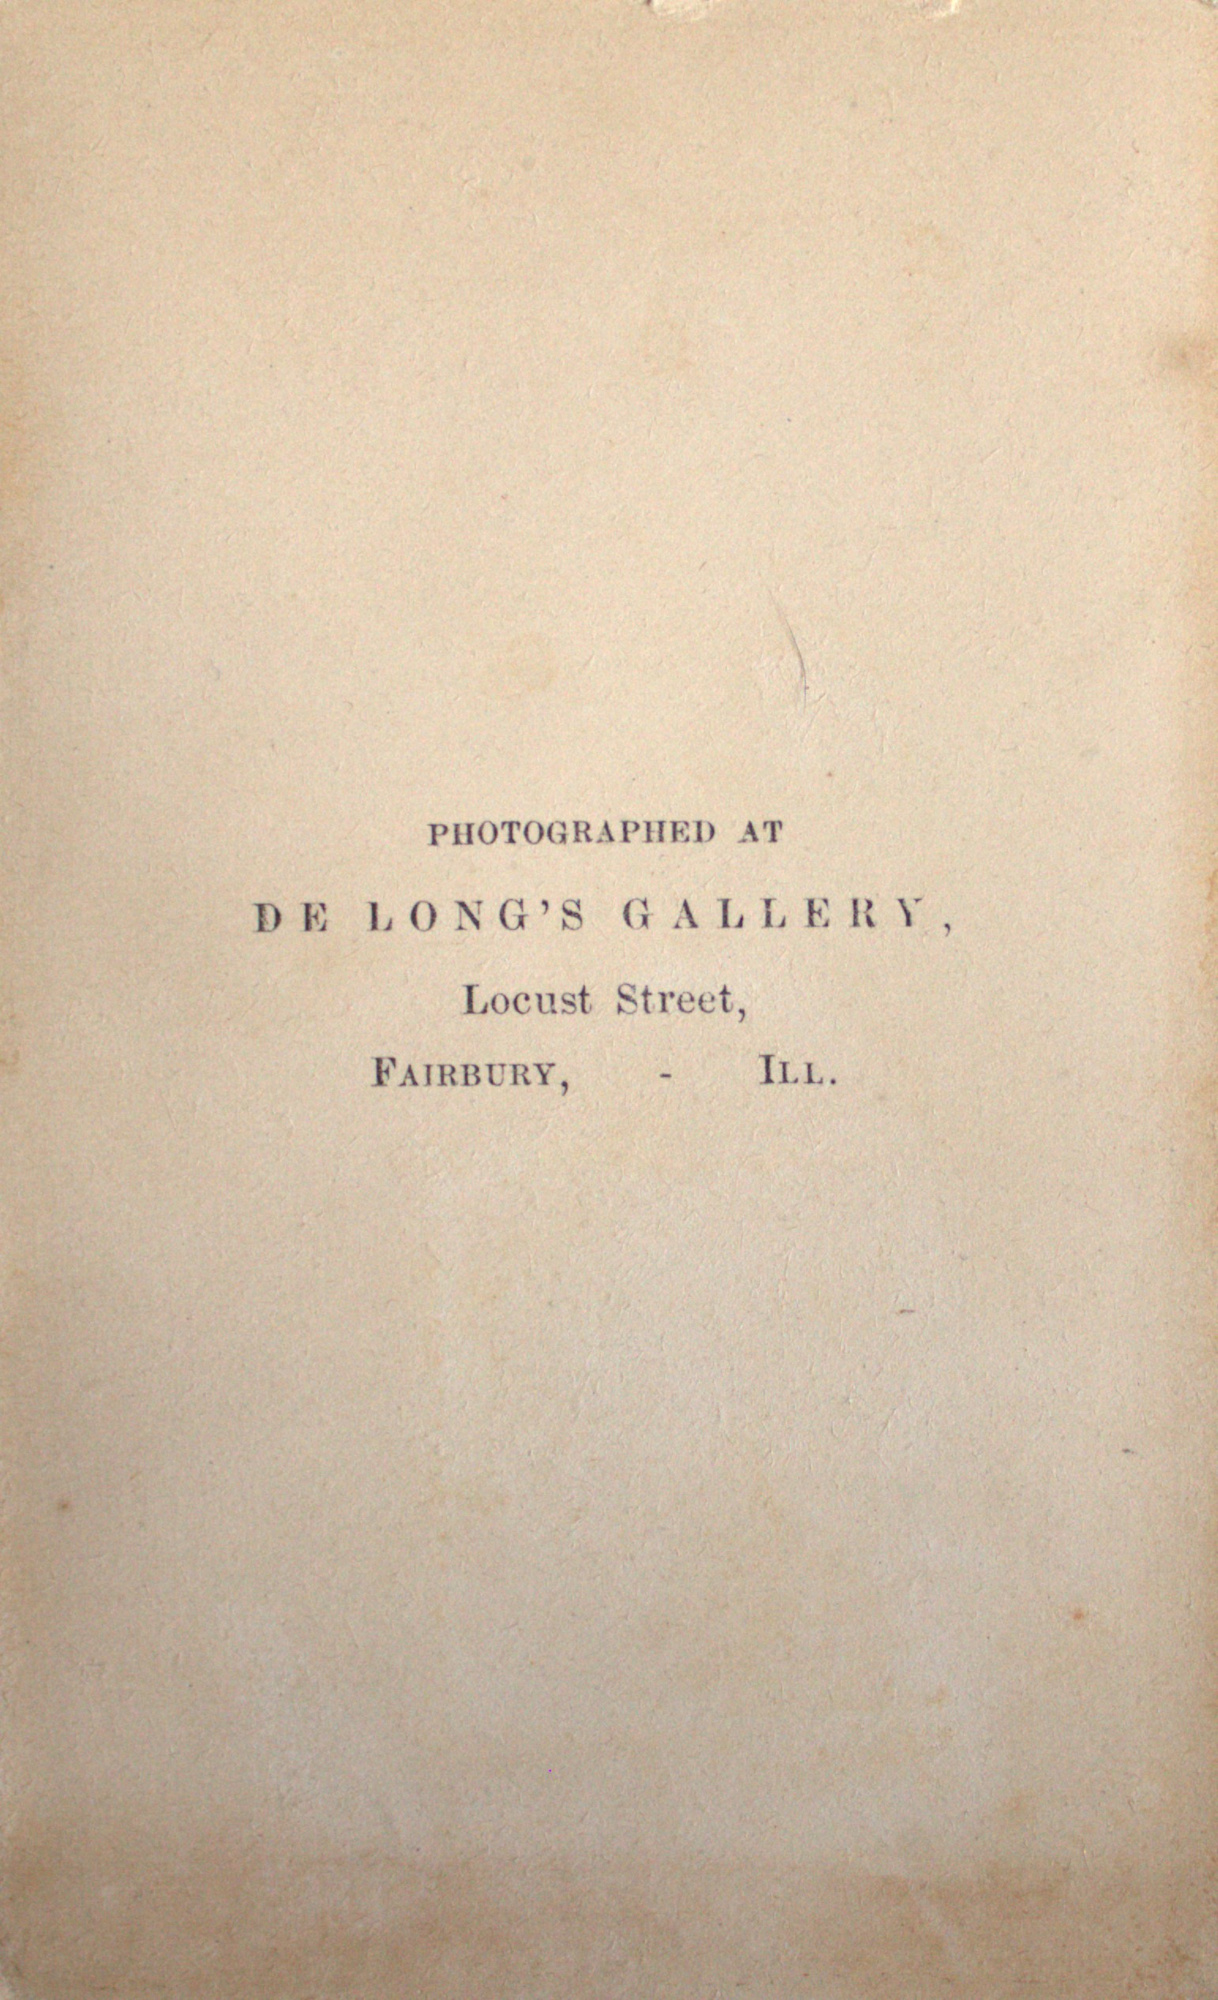 PHOTOGRAPHED AT
DE LONG'S GALLERY,
Locust Street,
FAIRBURY, - ILL.